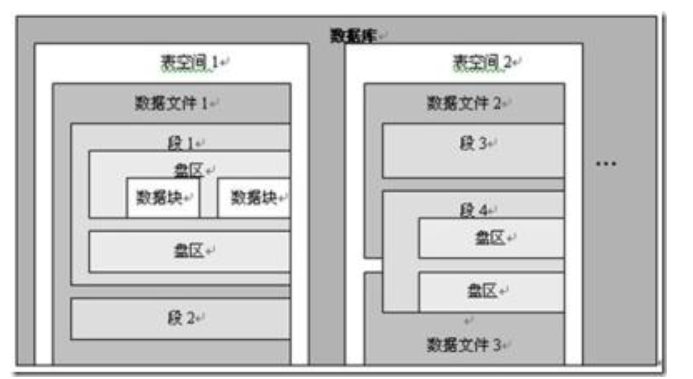 数据库
表空间 1
数据文件 1
段 1
盘区
数据块 数据块
盘区
段 2
表空间 2
数据文件 2
段 3
段 4
盘区
盘区
数据文件 3
...